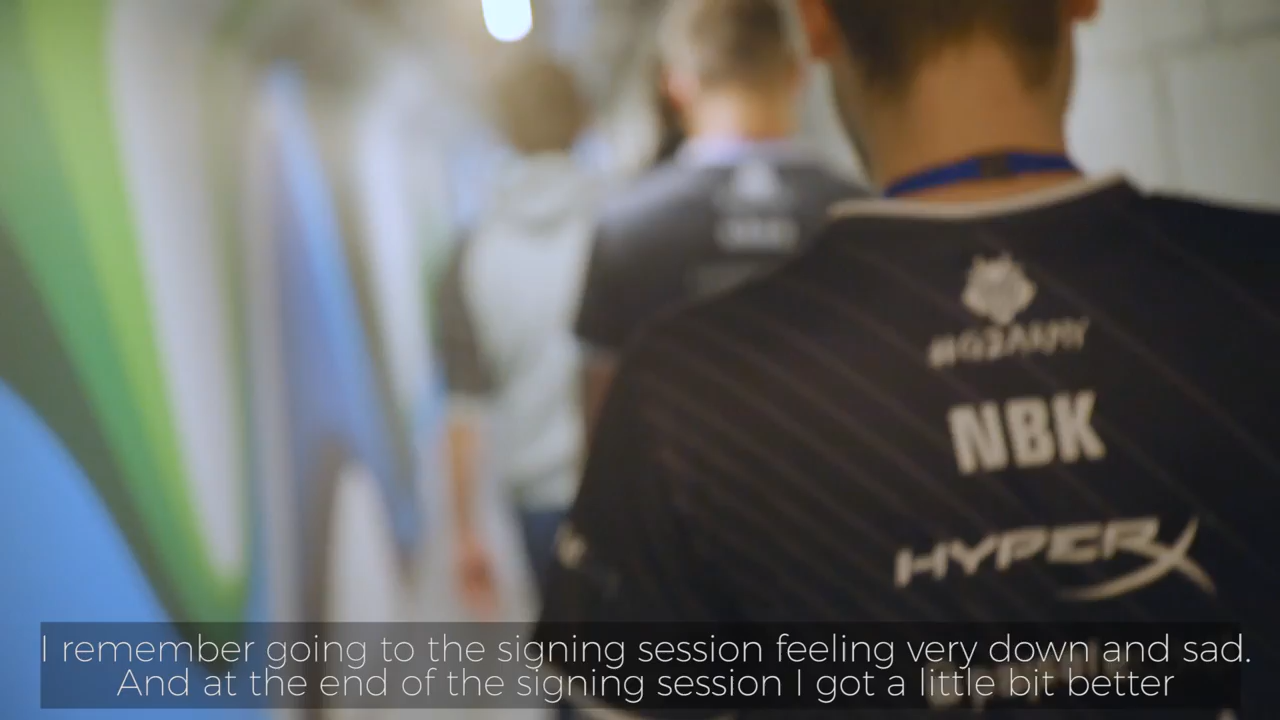 #G2ARMY
NBK
HYPERX
I remember going to the signing session feeling very down and sad.
And at the end of the signing session I got a little bit better